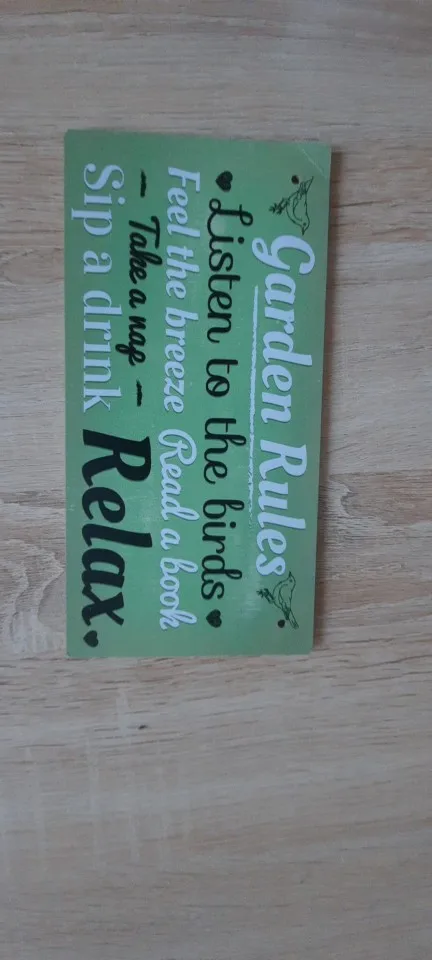 Garden Rules
Listen to the birds
Feel the breeze Read a book
- Take a nap -
Sip a drink Relax.